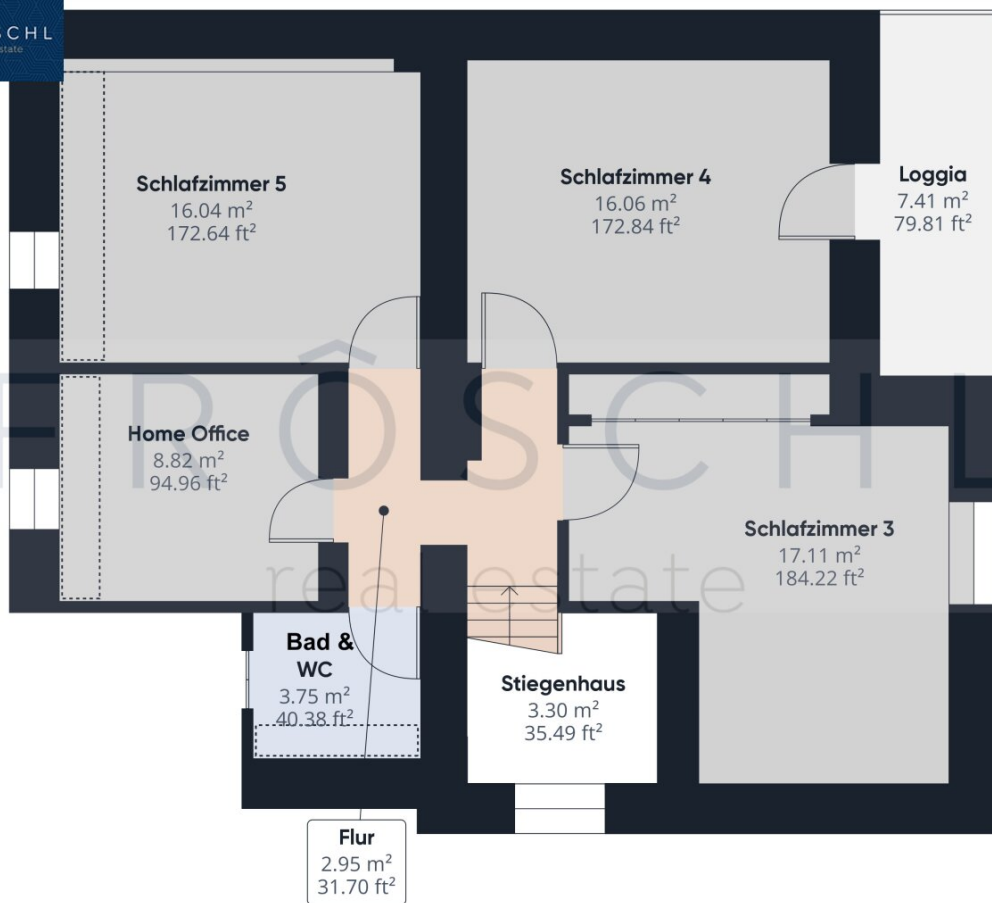 SCHL
state
Schlafzimmer 5
16.04 m²
172.64 ft²
Schlafzimmer 4
16.06 m²
172.84 ft²
Loggia
7.41 m²
79.81 ft²
FRÔSCHL
real estate
Home Office
8.82 m²
94.96 ft²
Schlafzimmer 3
17.11 m²
184.22 ft²
Bad &
WC
3.75 m²
40.38 ft²
Stiegenhaus
3.30 m²
35.49 ft²
Flur
2.95 m²
31.70 ft²